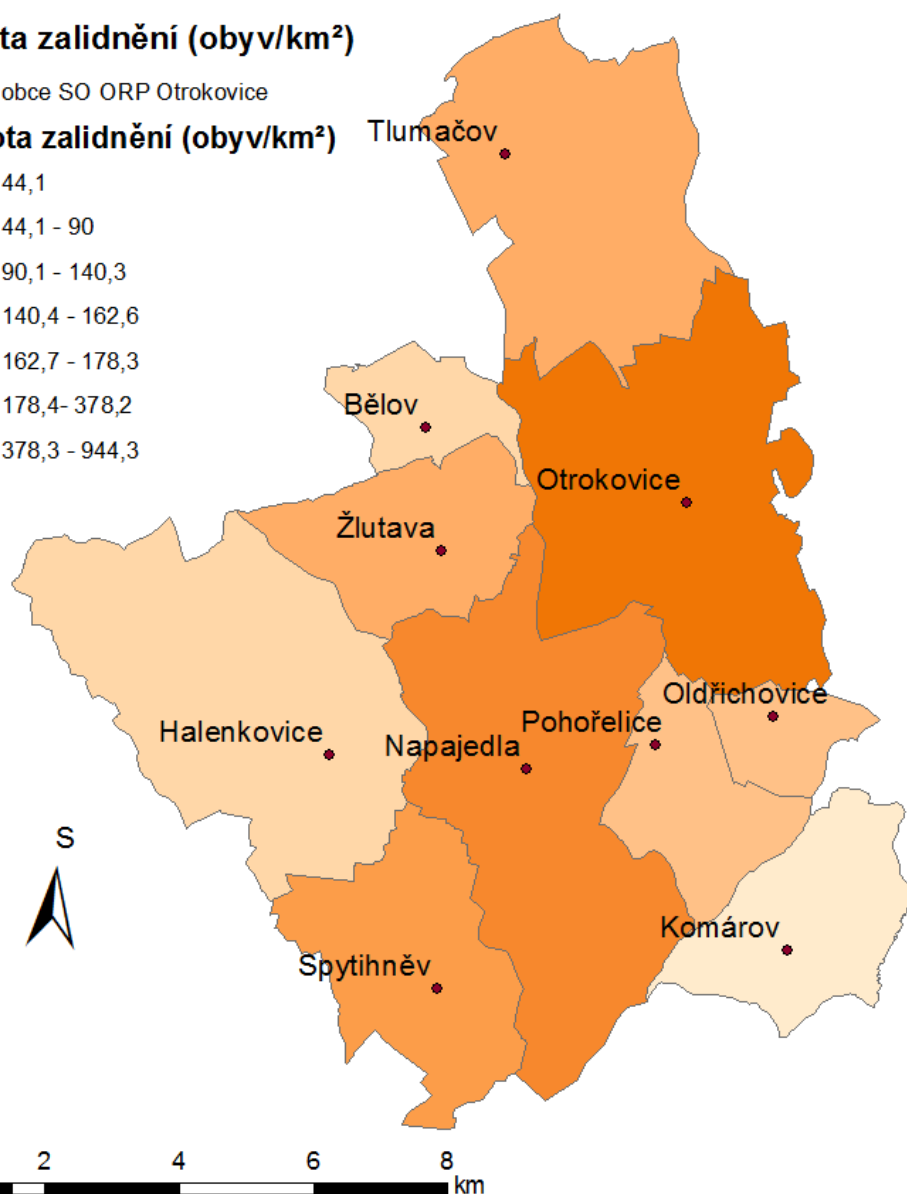 ta zalidnění (obyv/km²)
obce SO ORP Otrokovice
ota zalidnění (obyv/km²)
44,1
44,1 - 90
90,1 - 140,3
140,4 - 162,6
162,7 - 178,3
178,4- 378,2
378,3 - 944,3
Tlumačov
Bělov
Otrokovice
Žlutava
Oldřichovice
Pohořelice
Halenkovice
Napajedla
S
Komárov
Spytihněv
2 4 6 8
km